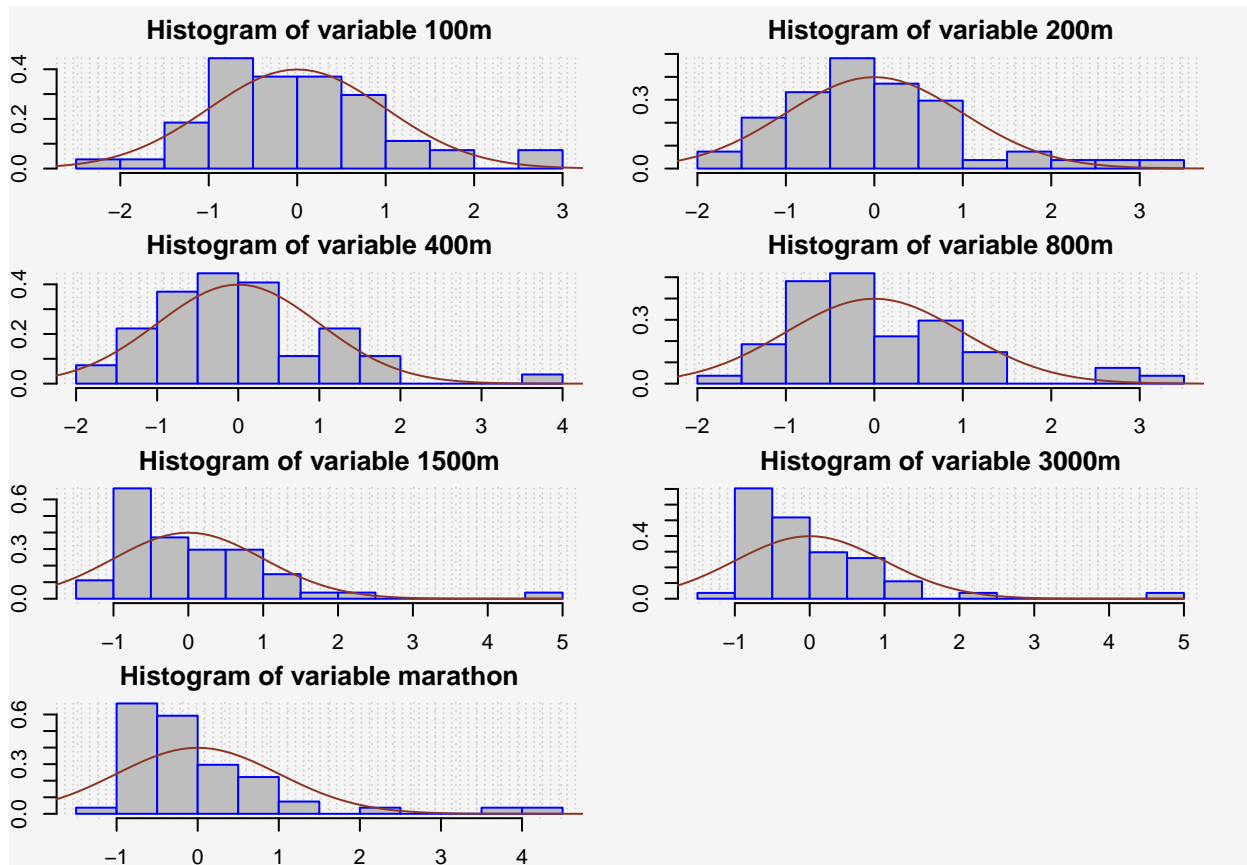 Histogram of variable 100m
0.0 0.2 0.4
−2 −1 0 1 2 3
Histogram of variable 200m
0.0 0.3
−2 −1 0 1 2 3
Histogram of variable 400m
0.0 0.2 0.4
−2 −1 0 1 2 3 4
Histogram of variable 800m
0.0 0.3
−2 −1 0 1 2 3
Histogram of variable 1500m
0.0 0.3 0.6
−1 0 1 2 3 4 5
Histogram of variable 3000m
0.0 0.4
−1 0 1 2 3 4 5
Histogram of variable marathon
0.0 0.3 0.6
−1 0 1 2 3 4